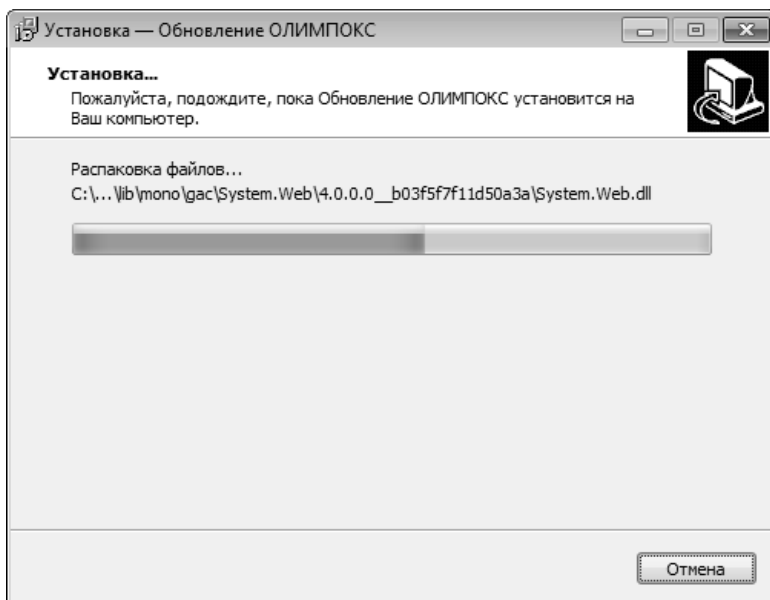 Установка — Обновление ОЛИМПОКС
Установка...
Пожалуйста, подождите, пока Обновление ОЛИМПОКС установится на
Ваш компьютер.
Распаковка файлов...
C:\...\lib\mono\gac\System.Web\4.0.0.0__b03f5f7f11d50a3a\System.Web.dll
Отмена